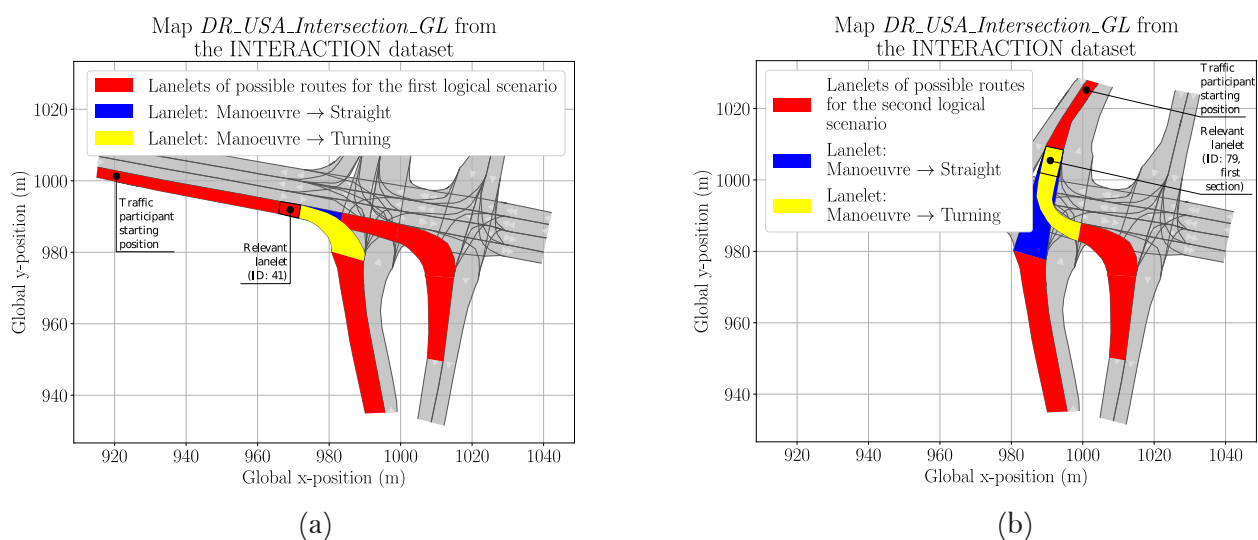 Map DR_USA_Intersection_GL from
the INTERACTION dataset
Lanelets of possible routes for the first logical scenario
Lanelet: Manoeuvre → Straight
Lanelet: Manoeuvre → Turning
1020
1000
980
960
940
Global y-position (m)
Traffic
participant
starting
position
Relevant
lanelet
(ID: 41)
920
940
960
980
1000
1020
1040
Global x-position (m)
(a)
Map DR_USA_Intersection_GL from
the INTERACTION dataset
Lanelets of possible routes
for the second logical
scenario
Lanelet:
Manoeuvre → Straight
Lanelet:
Manoeuvre → Turning
Traffic
participant
starting
position
Relevant
lanelet
(ID: 79,
first
section)
1020
1000
980
960
940
Global y-position (m)
920
940
960
980
1000
1020
1040
Global x-position (m)
(b)